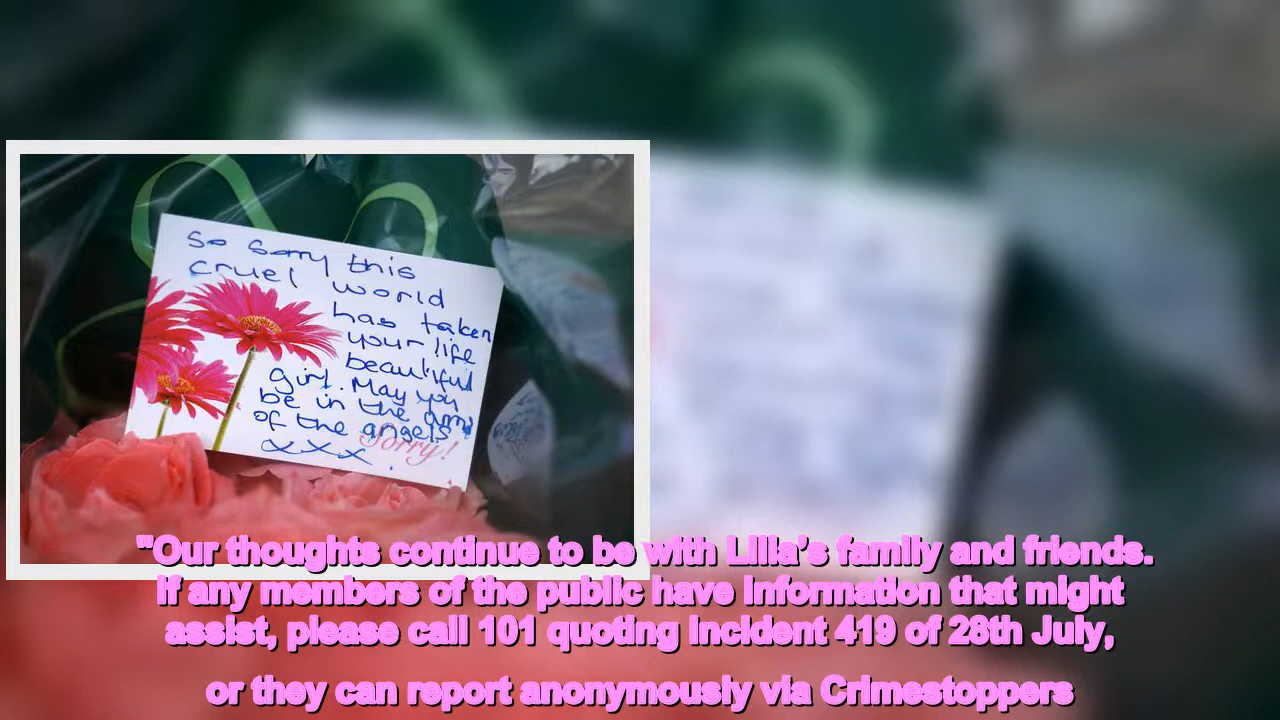 So Sorry this
cruel world
has taken
your life
beautiful
girl. May you
be in the arms
of the angels
xxx.
Sorry!
"Our thoughts continue to be with Lilia's family and friends.
If any members of the public have information that might
assist, please call 101 quoting incident 419 of 28th July,
or they can report anonymously via Crimestoppers